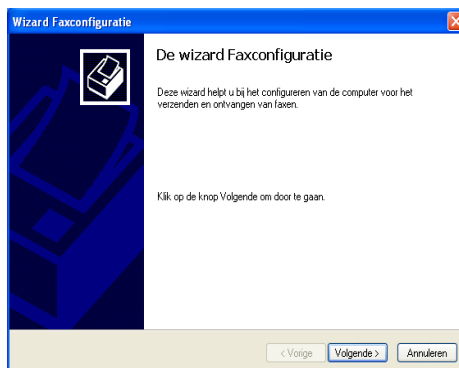 Wizard Faxconfiguratie
De wizard Faxconfiguratie
Deze wizard helpt u bij het configureren van de computer voor het
verzenden en ontvangen van faxen.
Klik op de knop Volgende om door te gaan.
< Vorige Volgende > Annuleren